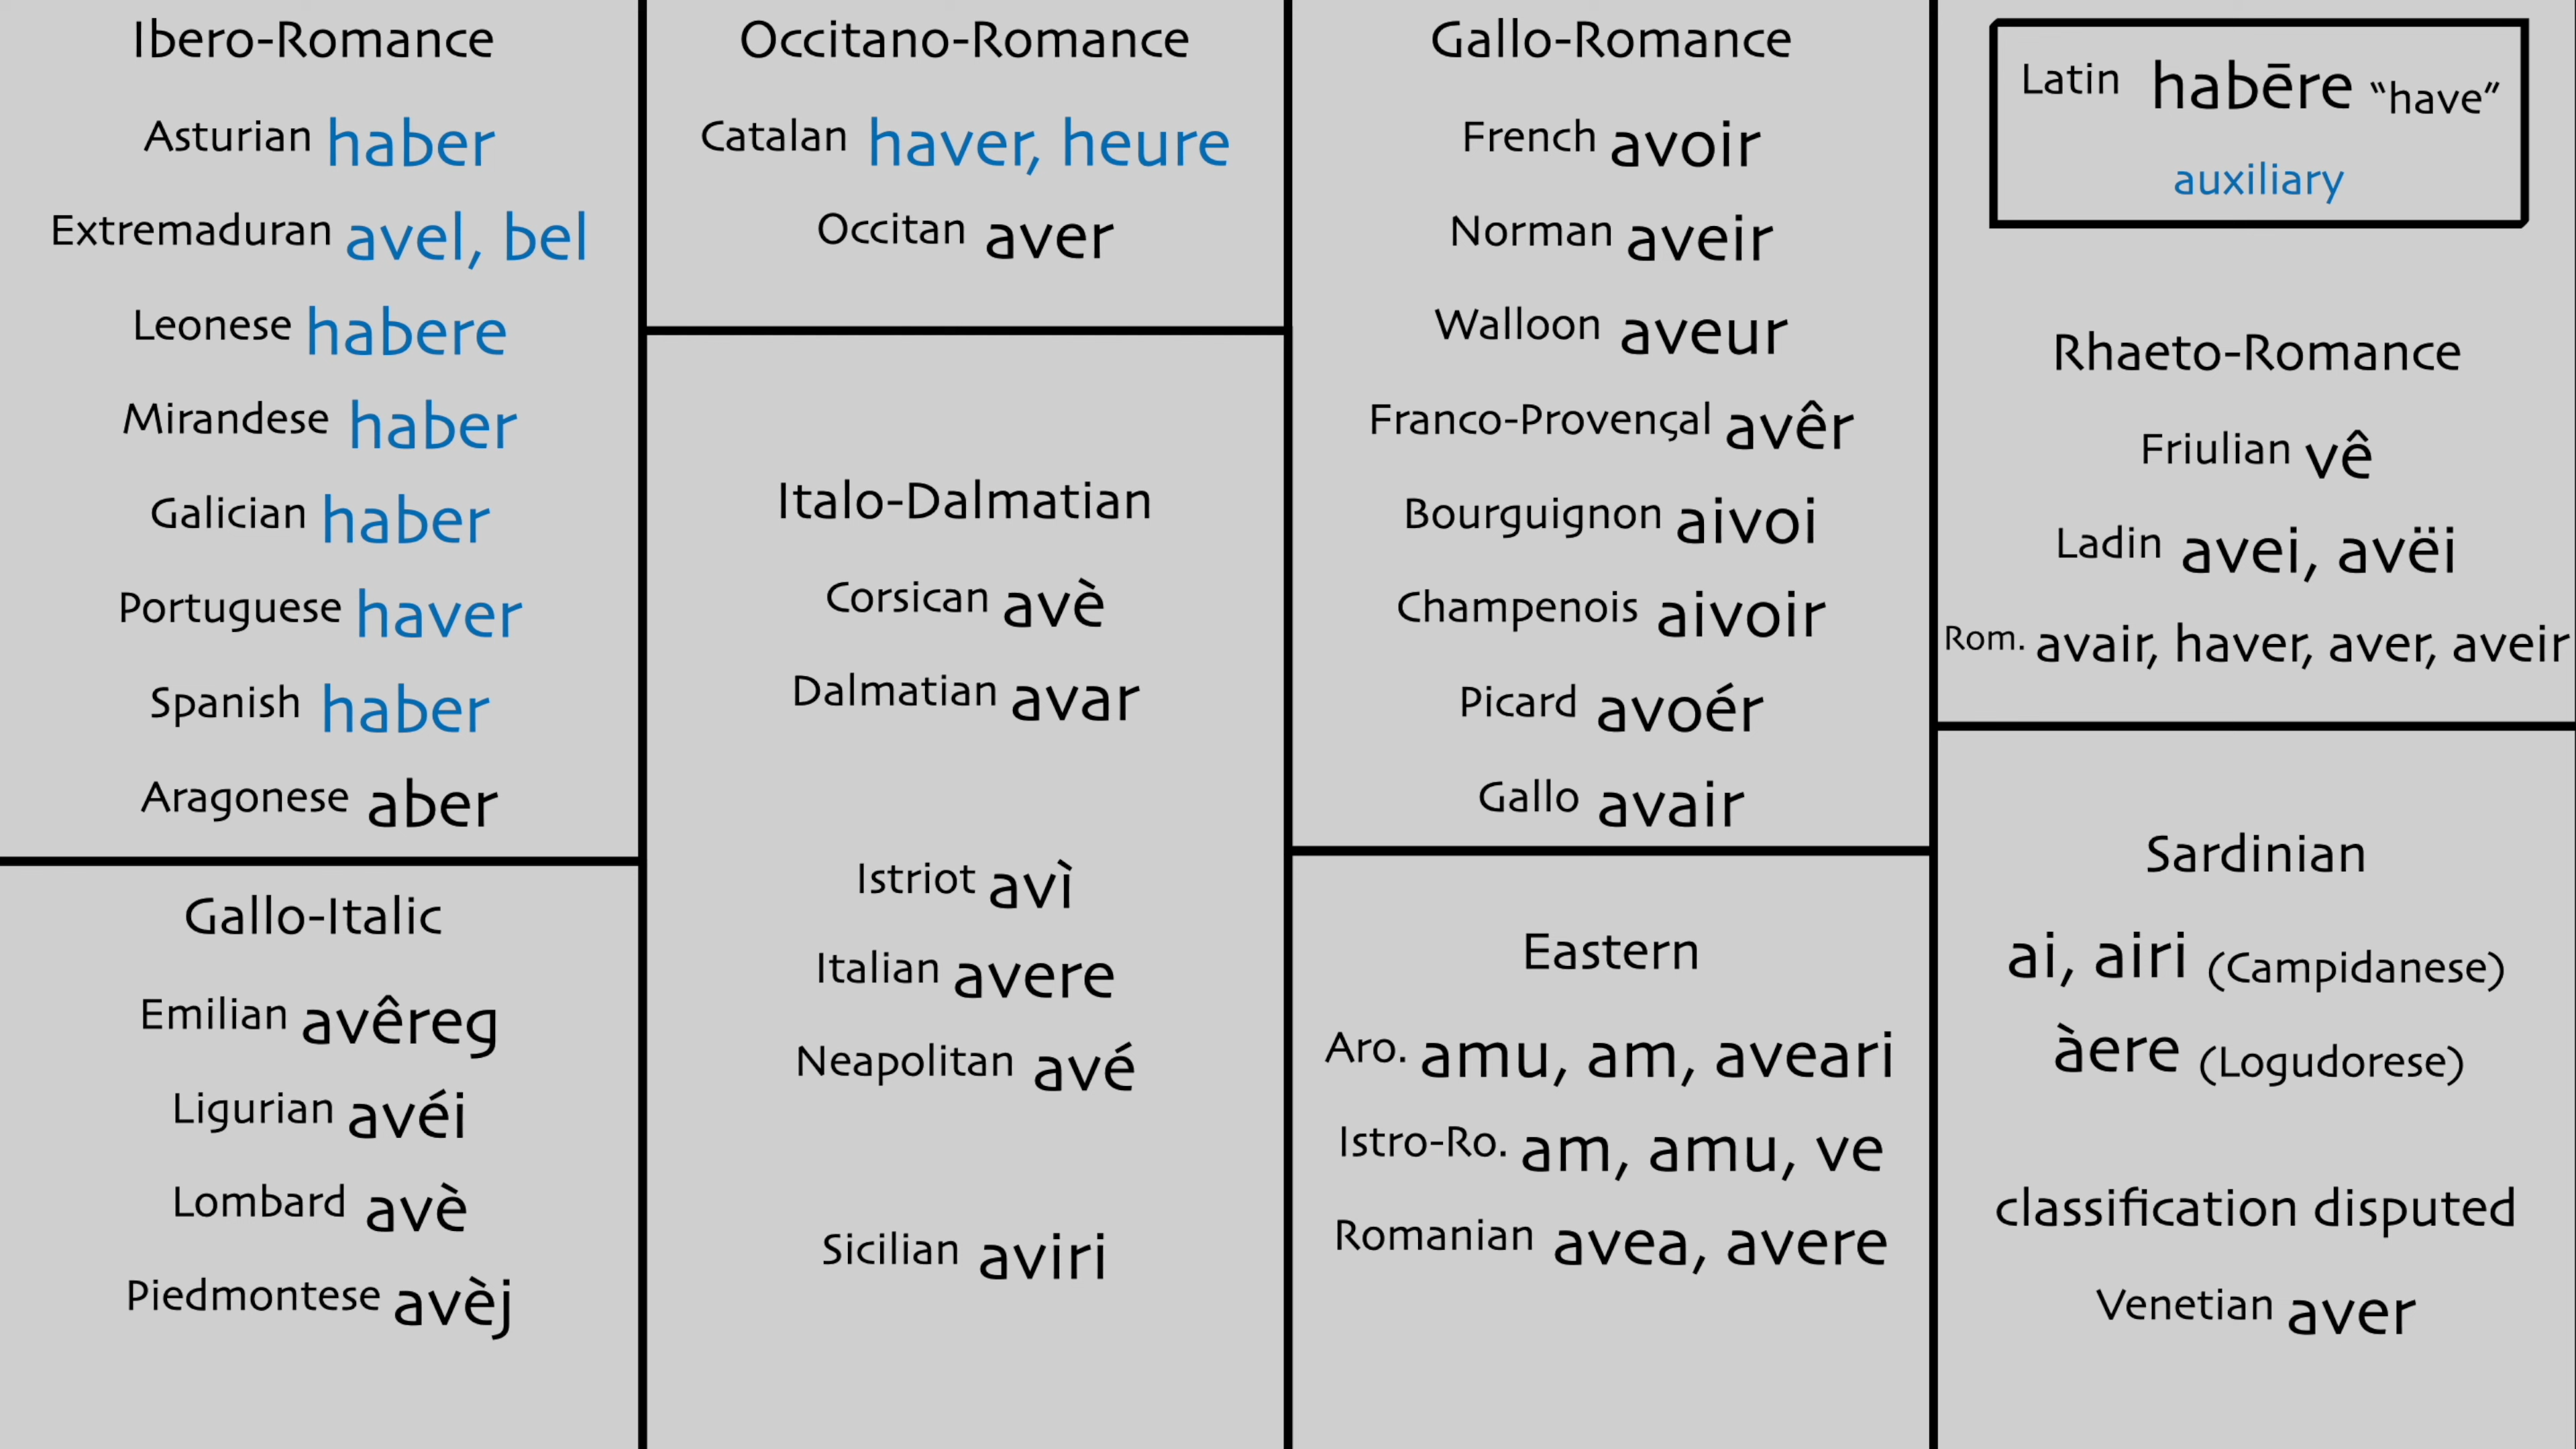 Ibero-Romance
Asturian haber
Extremaduran avel, bel
Leonese habere
Mirandese haber
Galician haber
Portuguese haver
Spanish haber
Aragonese aber
Gallo-Italic
Emilian avêreg
Ligurian avéi
Lombard avè
Piedmontese avèj
Occitano-Romance
Catalan haver, heure
Occitan aver
Italo-Dalmatian
Corsican avè
Dalmatian avar
Istriot avì
Italian avere
Neapolitan avé
Sicilian aviri
Gallo-Romance
French avoir
Norman aveir
Walloon aveur
Franco-Provençal avêr
Bourguignon aivoi
Champenois aivoir
Picard avoér
Gallo avair
Eastern
Aro. amu, am, aveari
Istro-Ro. am, amu, ve
Romanian avea, avere
Latin habēre “have”
auxiliary
Rhaeto-Romance
Friulian vê
Ladin avei, avëi
Rom. avair, haver, aver, aveir
Sardinian
ai, airi (Campidanese)
àere (Logudorese)
classification disputed
Venetian aver